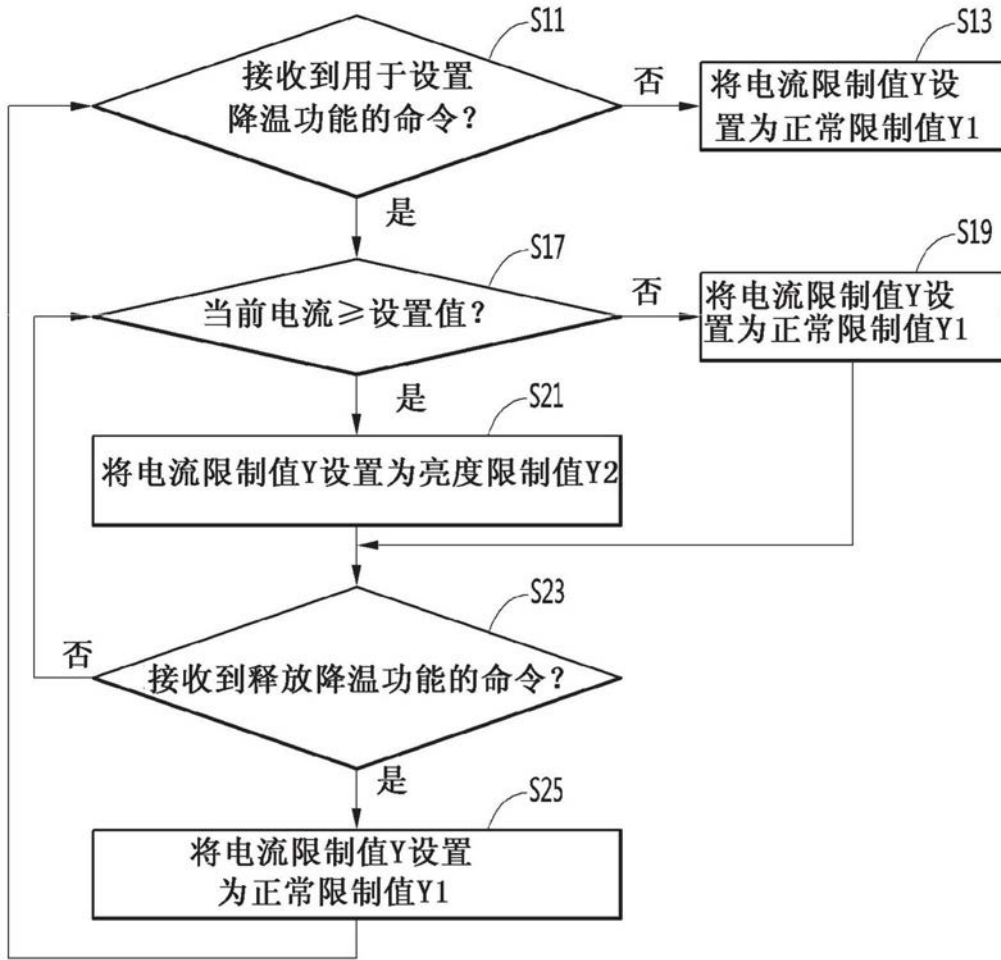 S11
接收到用于设置
降温功能的命令？
否
S13
将电流限制值Y设
置为正常限制值Y1
是
S17
当前电流≥设置值？
否
S19
将电流限制值Y设
置为正常限制值Y1
是
S21
将电流限制值Y设置为亮度限制值Y2
S23
接收到释放降温功能的命令？
否
是
S25
将电流限制值Y设置
为正常限制值Y1